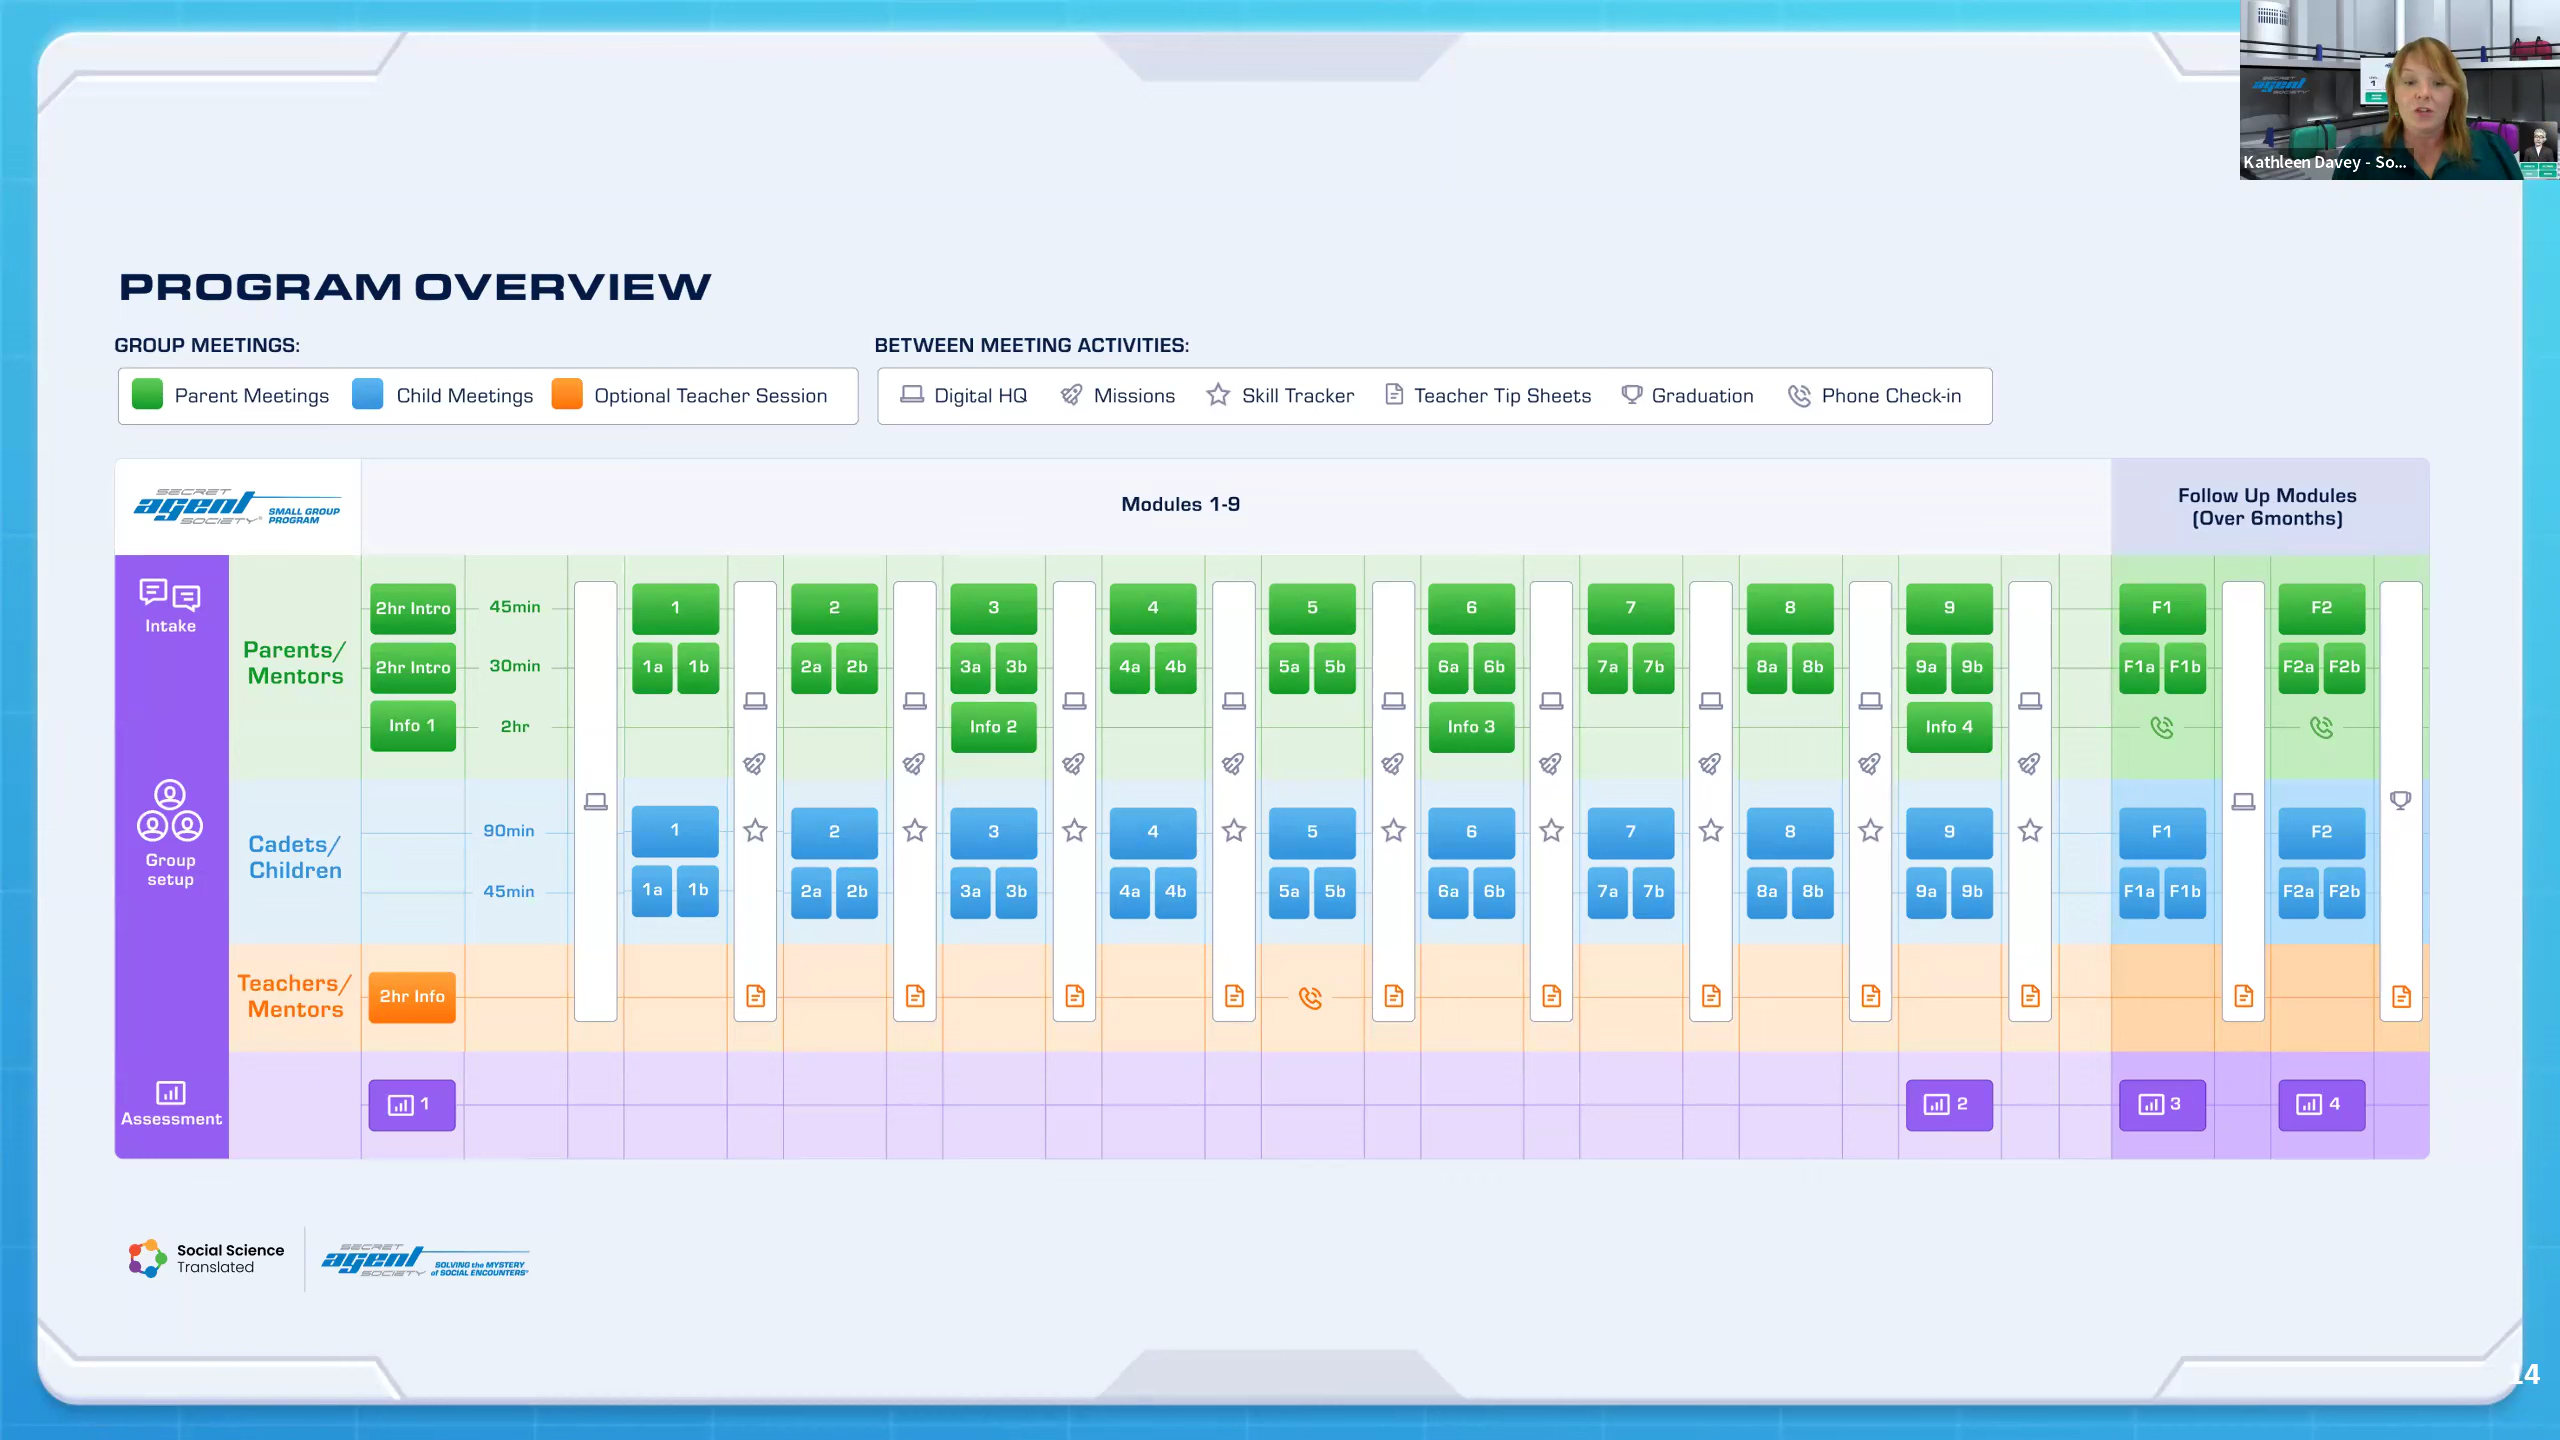 Kathleen Davey - So...
PROGRAM OVERVIEW
GROUP MEETINGS:
Parent Meetings Child Meetings Optional Teacher Session
BETWEEN MEETING ACTIVITIES:
Digital HQ Missions Skill Tracker Teacher Tip Sheets Graduation Phone Check-in
SECRET
agent
SOCIETY
SMALL GROUP
PROGRAM
Modules 1-9
Follow Up Modules
(Over 6months)
Intake
Group
setup
Assessment
Parents/
Mentors
2hr Intro 45min 1 2 3 4 5 6 7 8 9 F1 F2
2hr Intro 30min 1a 1b 2a 2b 3a 3b 4a 4b 5a 5b 6a 6b 7a 7b 8a 8b 9a 9b F1a F1b F2a F2b
Info 1 2hr Info 2 Info 3 Info 4
Cadets/
Children
90min 1 2 3 4 5 6 7 8 9 F1 F2
45min 1a 1b 2a 2b 3a 3b 4a 4b 5a 5b 6a 6b 7a 7b 8a 8b 9a 9b F1a F1b F2a F2b
Teachers/
Mentors
2hr Info
1 2 3 4
Social Science
Translated
SECRET
agent
SOCIETY
SOLVING the MYSTERY
of SOCIAL ENCOUNTERS
14